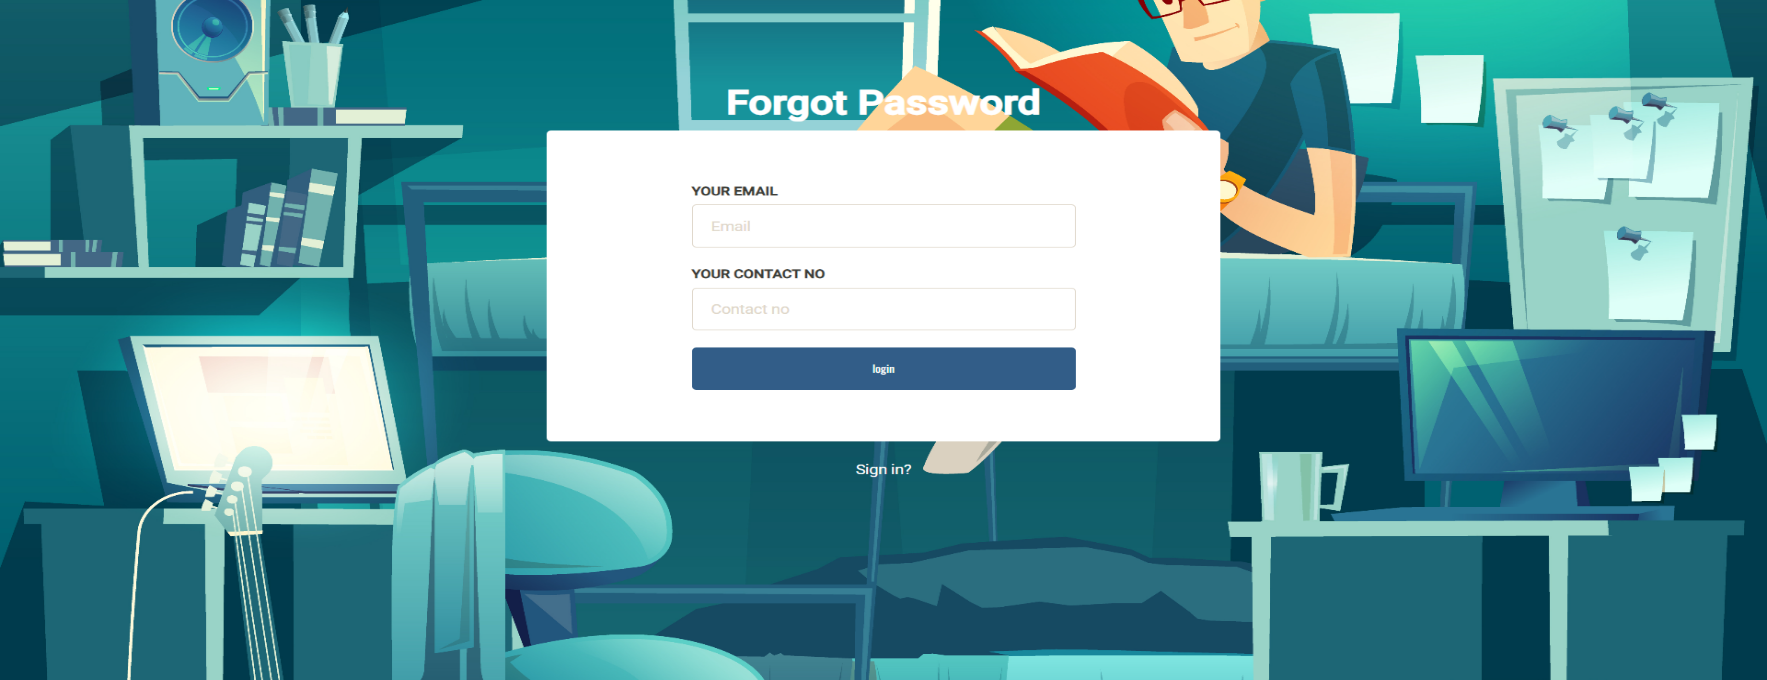 Forgot Password
YOUR EMAIL
Email
YOUR CONTACT NO
Contact no
login
Sign in?